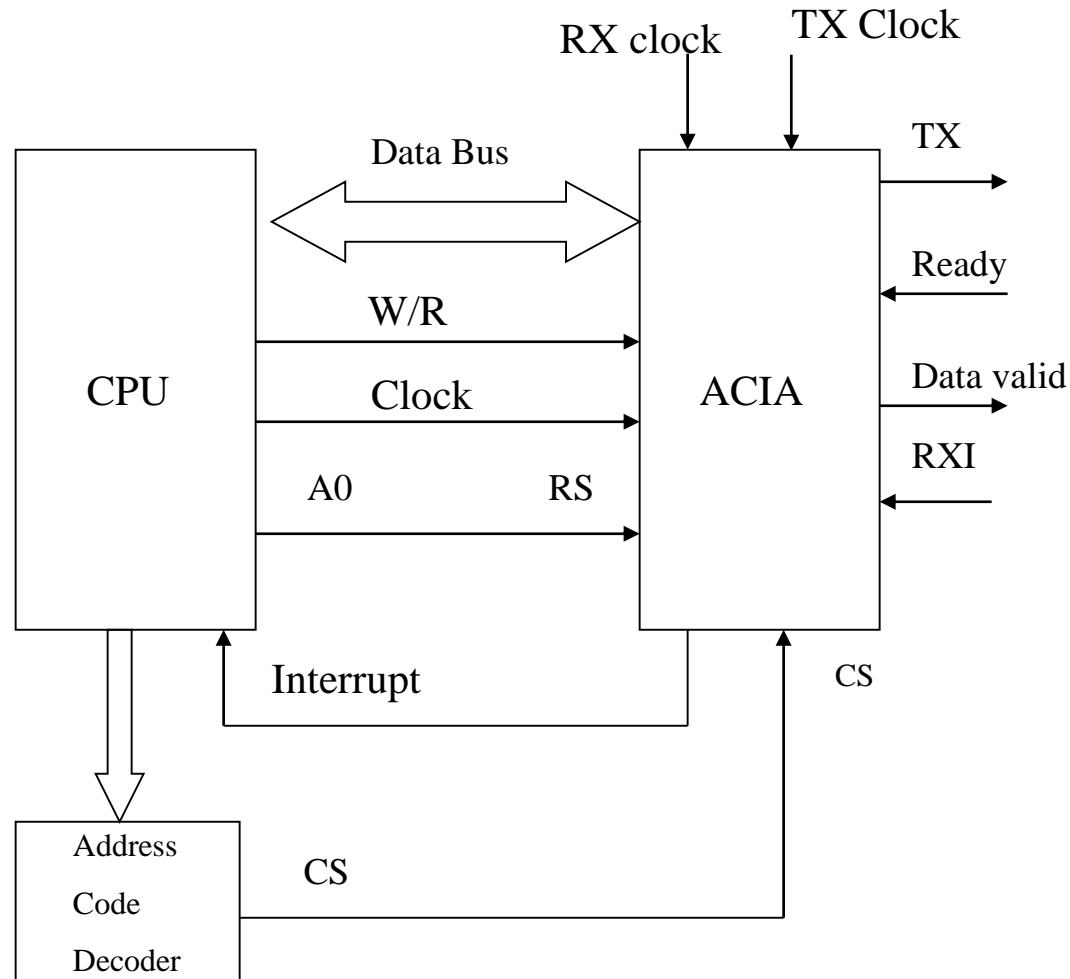 RX clock
TX Clock
TX
Data Bus
Ready
W/R
CPU
Clock
ACIA
Data valid
RXI
A0
RS
Interrupt
CS
Address
Code
Decoder
CS